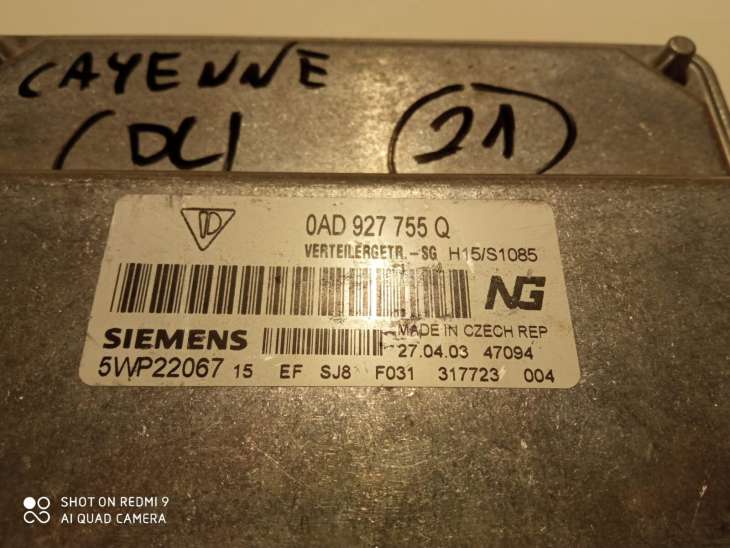 CAYENNE
(DL) 21
0AD 927 755 Q
VERTEILERGETR.-SG H15/S1085
NG
SIEMENS MADE IN CZECH REP
27.04.03 47094
5WP22067 15 EF SJ8 F031 317723 004
SHOT ON REDMI 9
AI QUAD CAMERA